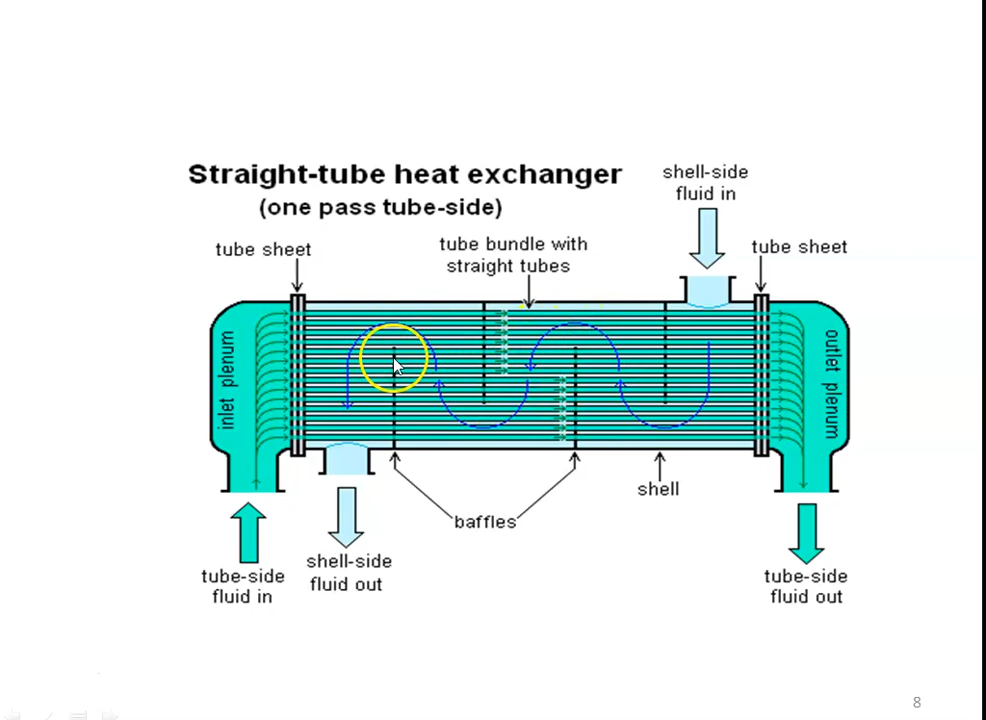 Straight-tube heat exchanger
(one pass tube-side)
shell-side
fluid in
tube sheet
tube bundle with
straight tubes
tube sheet
inlet plenum
outlet plenum
shell
baffles
shell-side
fluid out
tube-side
fluid in
tube-side
fluid out
8